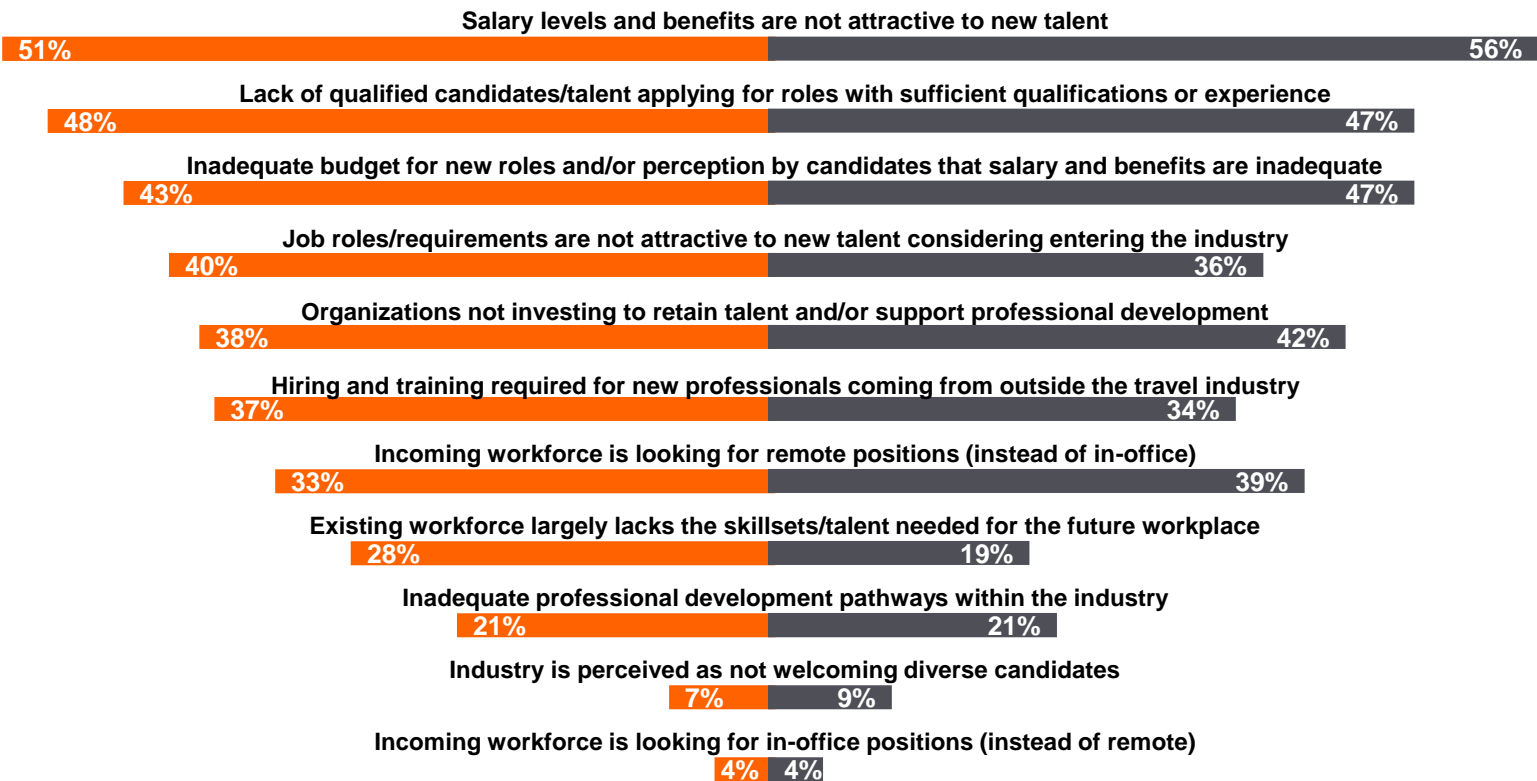 Salary levels and benefits are not attractive to new talent
51% 56%
Lack of qualified candidates/talent applying for roles with sufficient qualifications or experience
48% 47%
Inadequate budget for new roles and/or perception by candidates that salary and benefits are inadequate
43% 47%
Job roles/requirements are not attractive to new talent considering entering the industry
40% 36%
Organizations not investing to retain talent and/or support professional development
38% 42%
Hiring and training required for new professionals coming from outside the travel industry
37% 34%
Incoming workforce is looking for remote positions (instead of in-office)
33% 39%
Existing workforce largely lacks the skillsets/talent needed for the future workplace
28% 19%
Inadequate professional development pathways within the industry
21% 21%
Industry is perceived as not welcoming diverse candidates
7% 9%
Incoming workforce is looking for in-office positions (instead of remote)
4% 4%